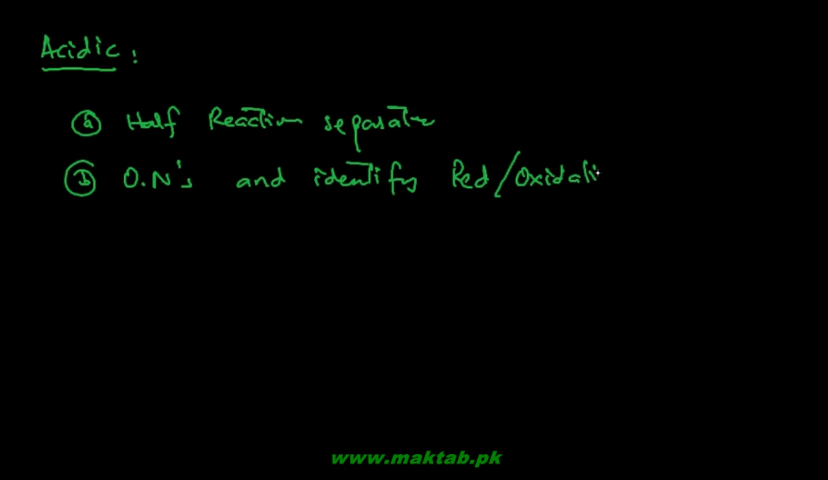 Acidic :
(a) Half Reaction separate
(b) O.N's and identify Red/Oxidati
www.maktab.pk